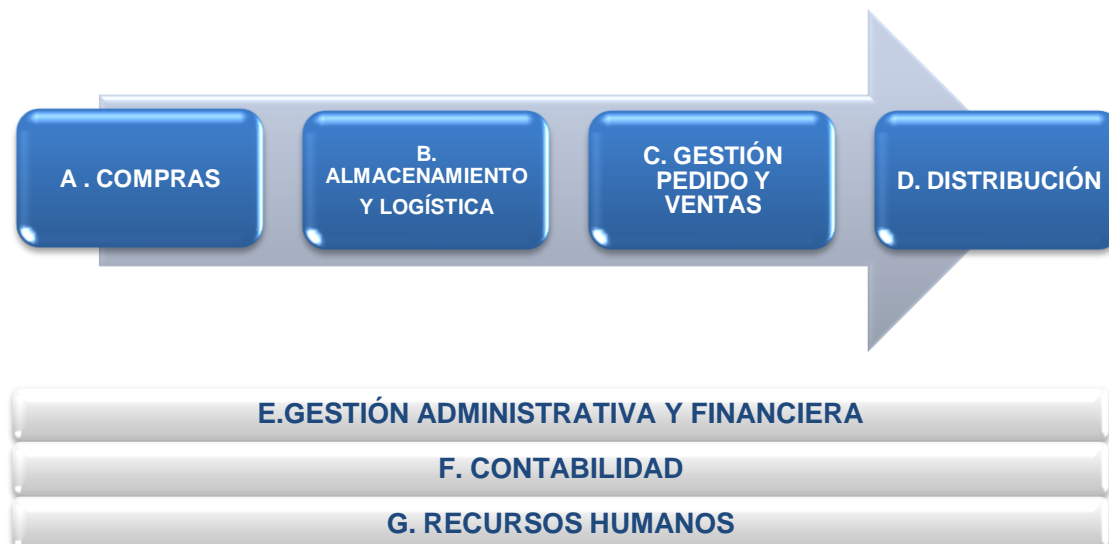 A . COMPRAS
B.
ALMACENAMIENTO
Y LOGÍSTICA
C. GESTIÓN
PEDIDO Y
VENTAS
D. DISTRIBUCIÓN
E.GESTIÓN ADMINISTRATIVA Y FINANCIERA
F. CONTABILIDAD
G. RECURSOS HUMANOS